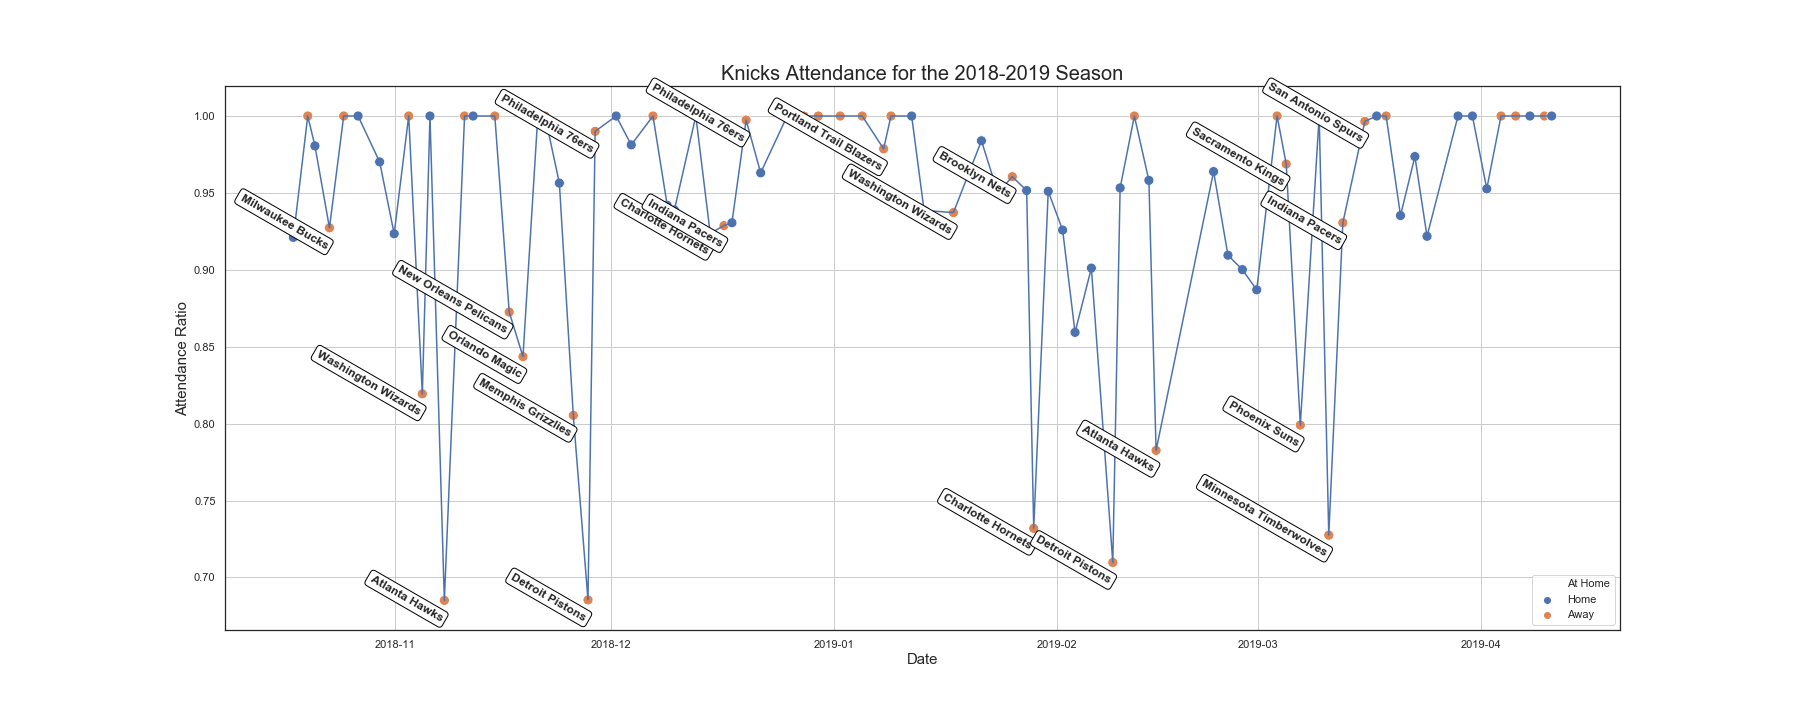 Knicks Attendance for the 2018-2019 Season
Attendance Ratio
1.00
0.95
0.90
0.85
0.80
0.75
0.70
Milwaukee Bucks
Washington Wizards
Atlanta Hawks
New Orleans Pelicans
Orlando Magic
Philadelphia 76ers
Memphis Grizzlies
Detroit Pistons
Charlotte Hornets
Indiana Pacers
Philadelphia 76ers
Portland Trail Blazers
Washington Wizards
Brooklyn Nets
Charlotte Hornets
Detroit Pistons
Atlanta Hawks
Sacramento Kings
Phoenix Suns
Minnesota Timberwolves
Indiana Pacers
San Antonio Spurs
At Home
Home
Away
2018-11
2018-12
2019-01
2019-02
2019-03
2019-04
Date